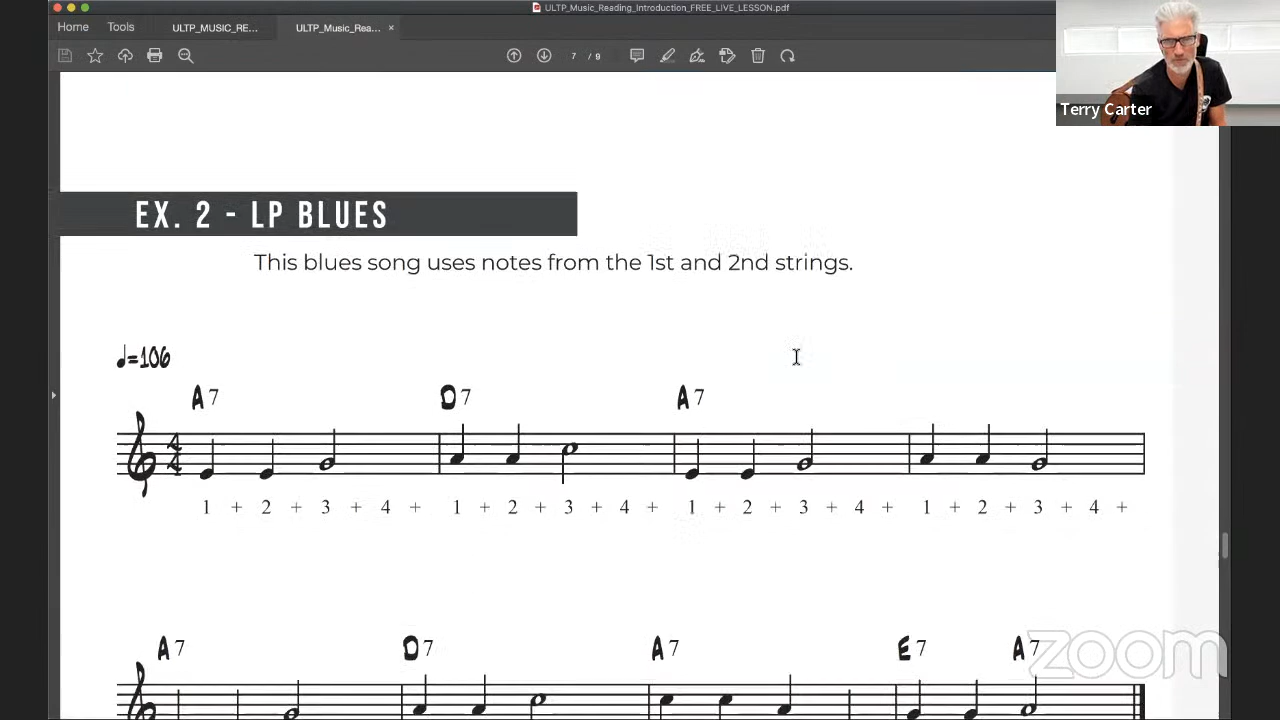 ULTP_Music_Reading_Introduction_FREE_LIVE_LESSON.pdf
Home Tools ULTP_MUSIC_RE... ULTP_Music_Rea... ×
7 / 9
Terry Carter
EX. 2 - LP BLUES
This blues song uses notes from the 1st and 2nd strings.
♩=106
A7 D7 A7
4
4
1 + 2 + 3 + 4 + 1 + 2 + 3 + 4 + 1 + 2 + 3 + 4 + 1 + 2 + 3 + 4 +
A7 D7 A7 E7 A7
zoom